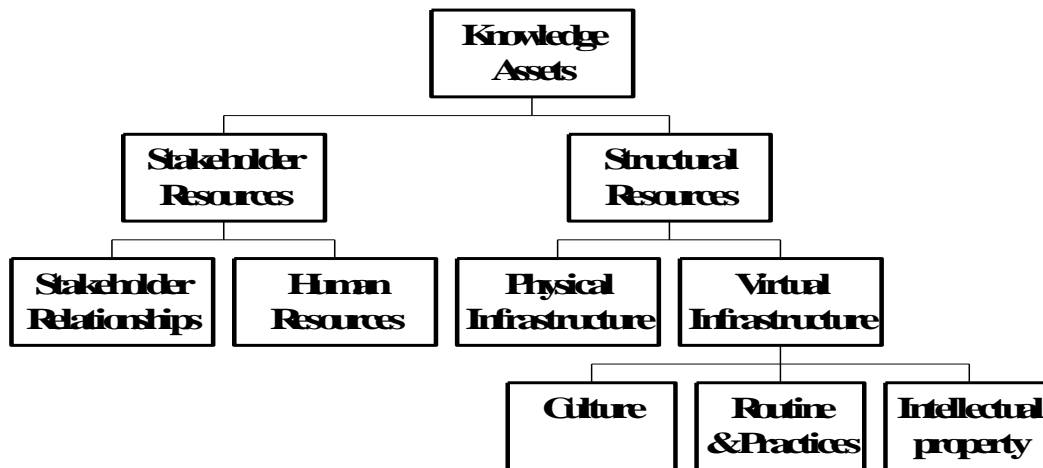 Knowledge
Assets
Stakeholder
Resources
Structural
Resources
Stakeholder
Relationships
Human
Resources
Physical
Infrastructure
Virtual
Infrastructure
Culture
Routine
& Practices
Intellectual
property